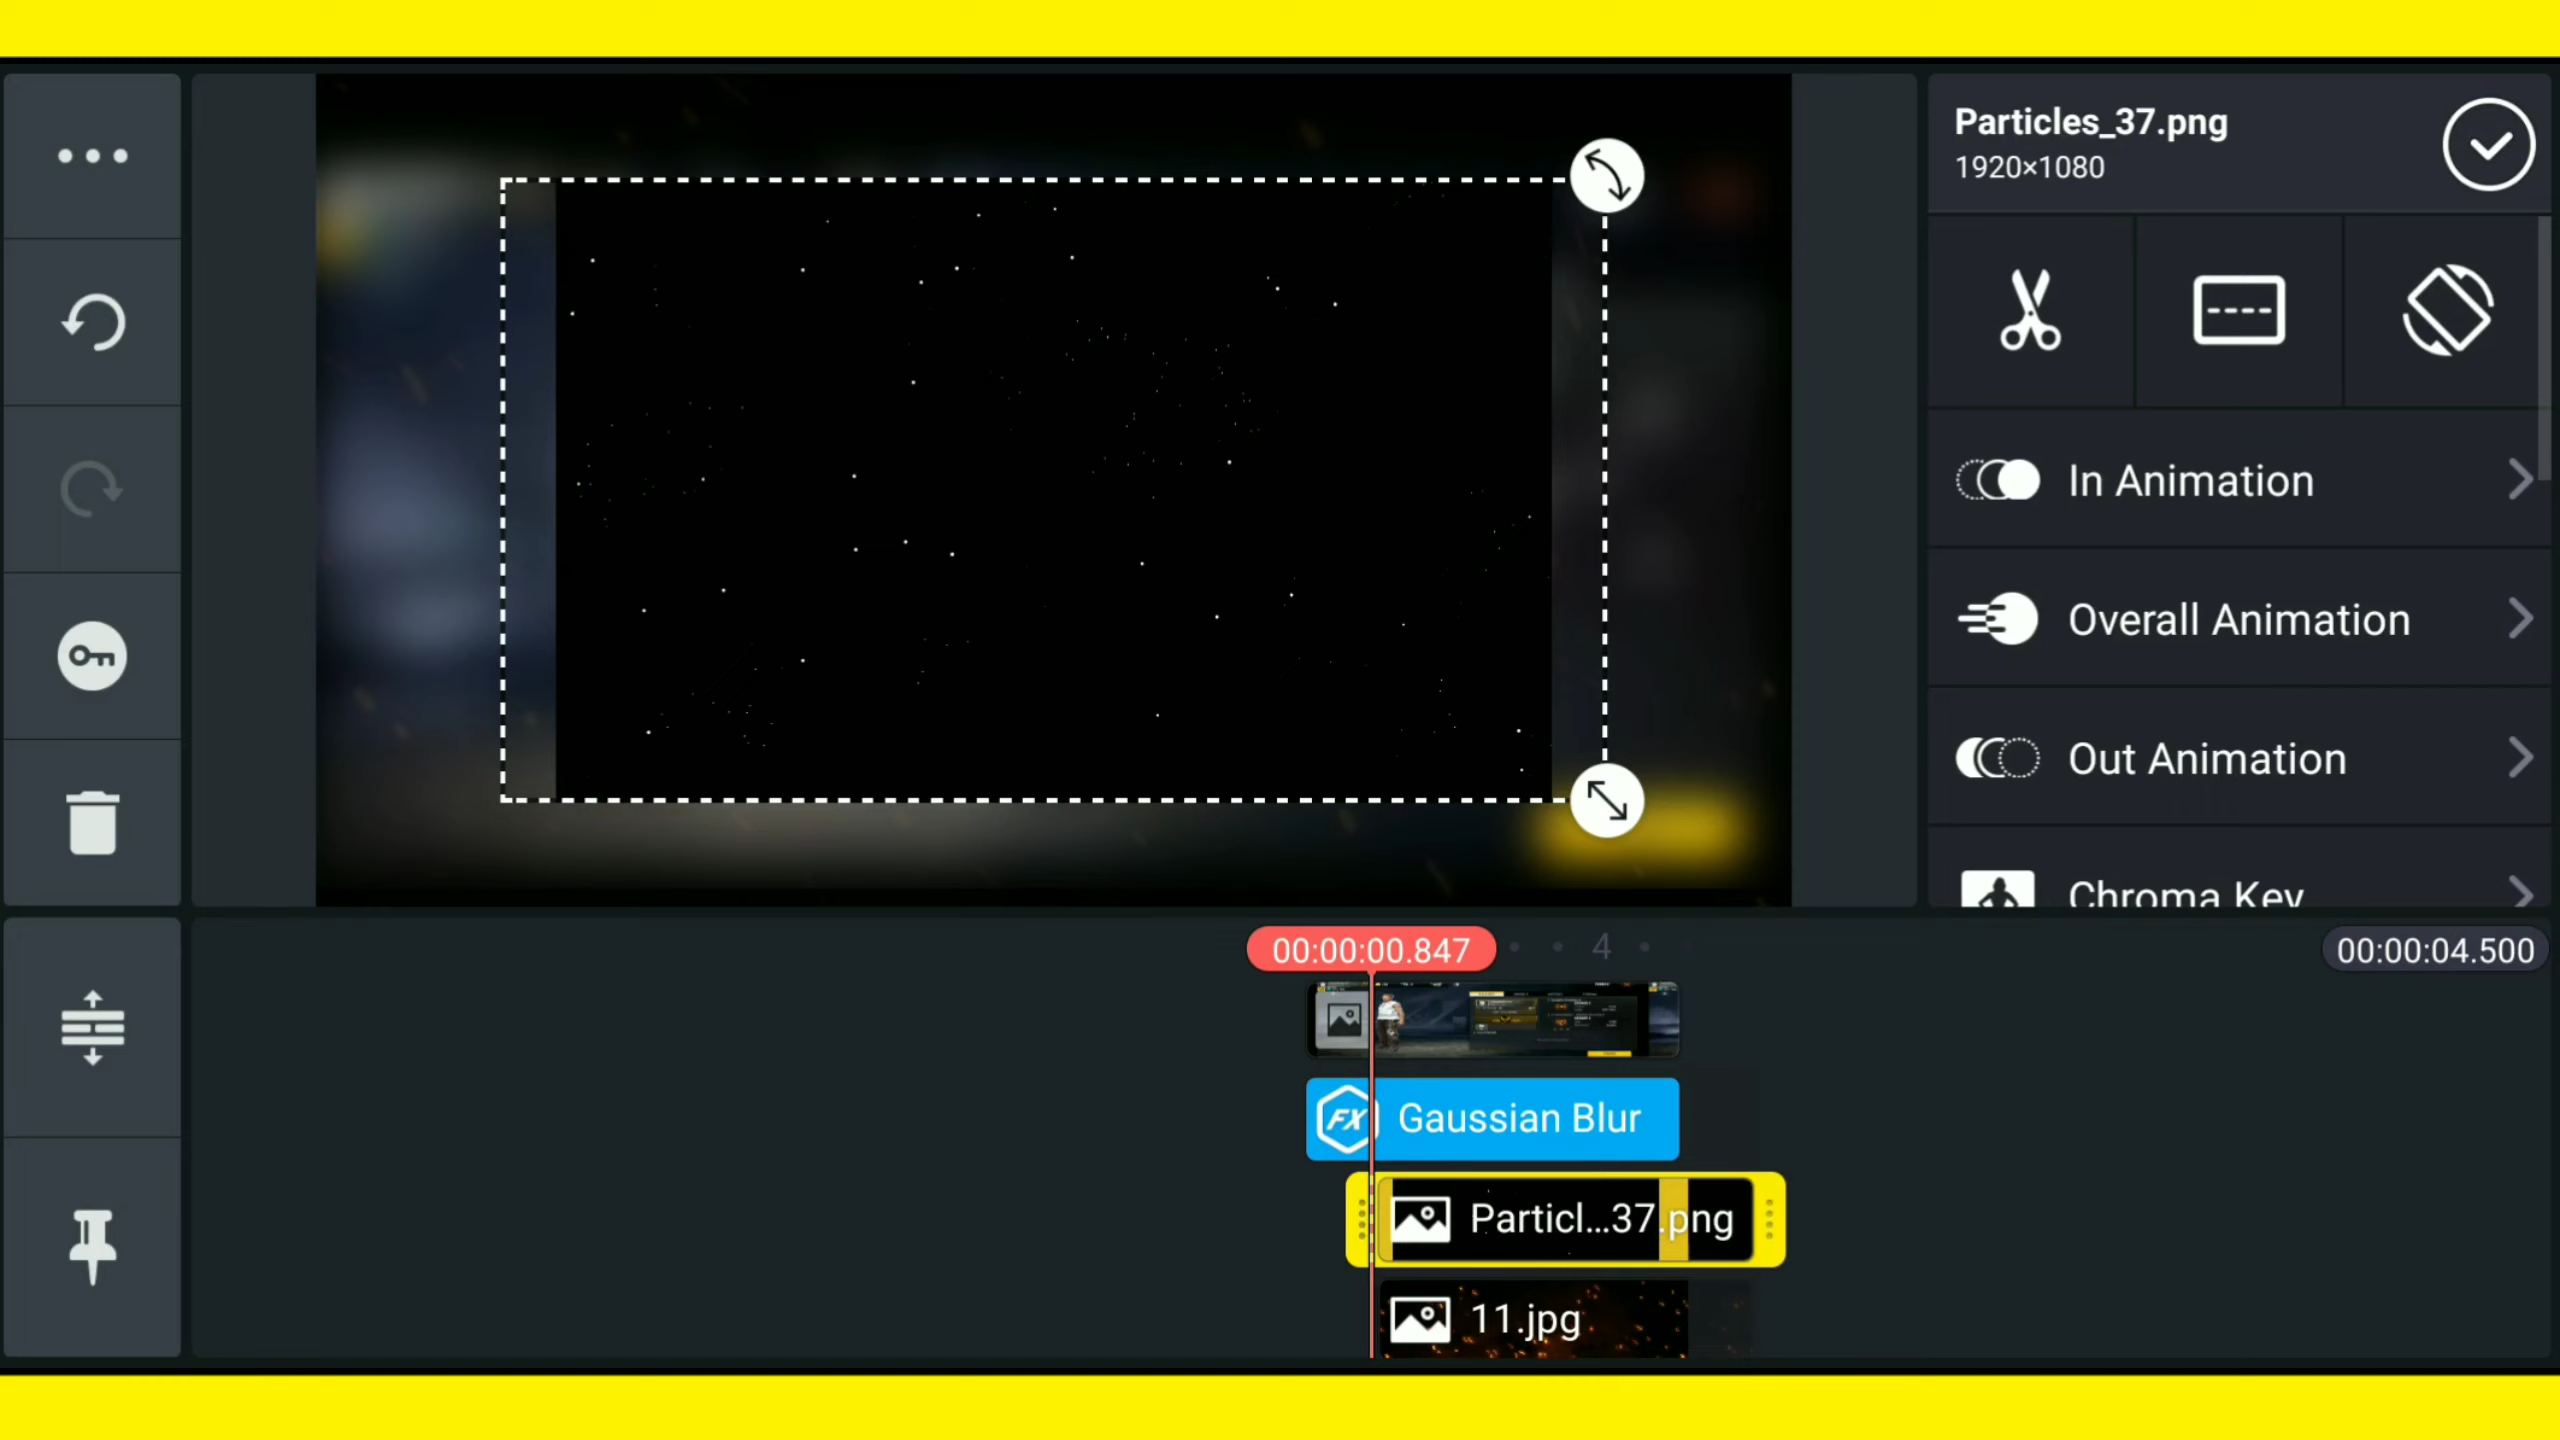 Particles_37.png
1920×1080
In Animation
Overall Animation
Out Animation
Chroma Key
00:00:00.847
4
00:00:04.500
FX Gaussian Blur
Particl...37.png
11.jpg